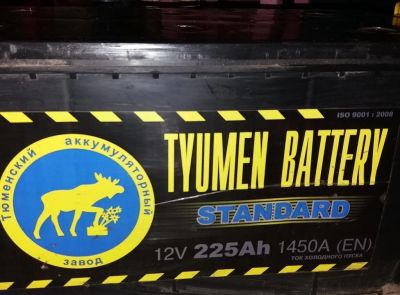 ISO 9001 : 2008
Тюменский аккумуляторный
завод
TYUMEN BATTERY
STANDARD
12V 225Ah 1450A (EN)
ТОК ХОЛОДНОГО ПУСКА